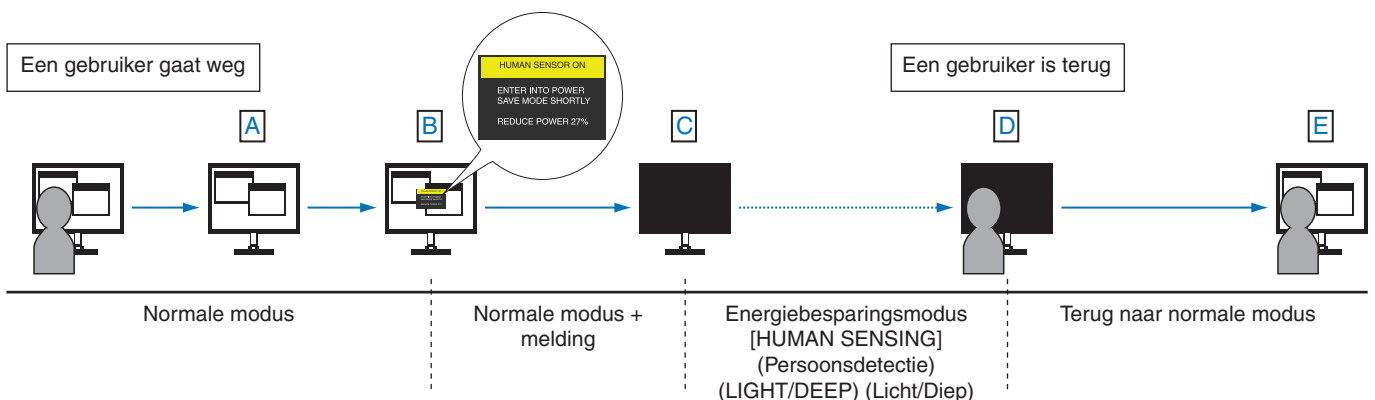 Een gebruiker gaat weg
HUMAN SENSOR ON
ENTER INTO POWER
SAVE MODE SHORTLY
REDUCE POWER 27%
Een gebruiker is terug
A
B
C
D
E
Normale modus
Normale modus +
melding
Energiebesparingsmodus
[HUMAN SENSING]
(Persoonsdetectie)
(LIGHT/DEEP) (Licht/Diep)
Terug naar normale modus